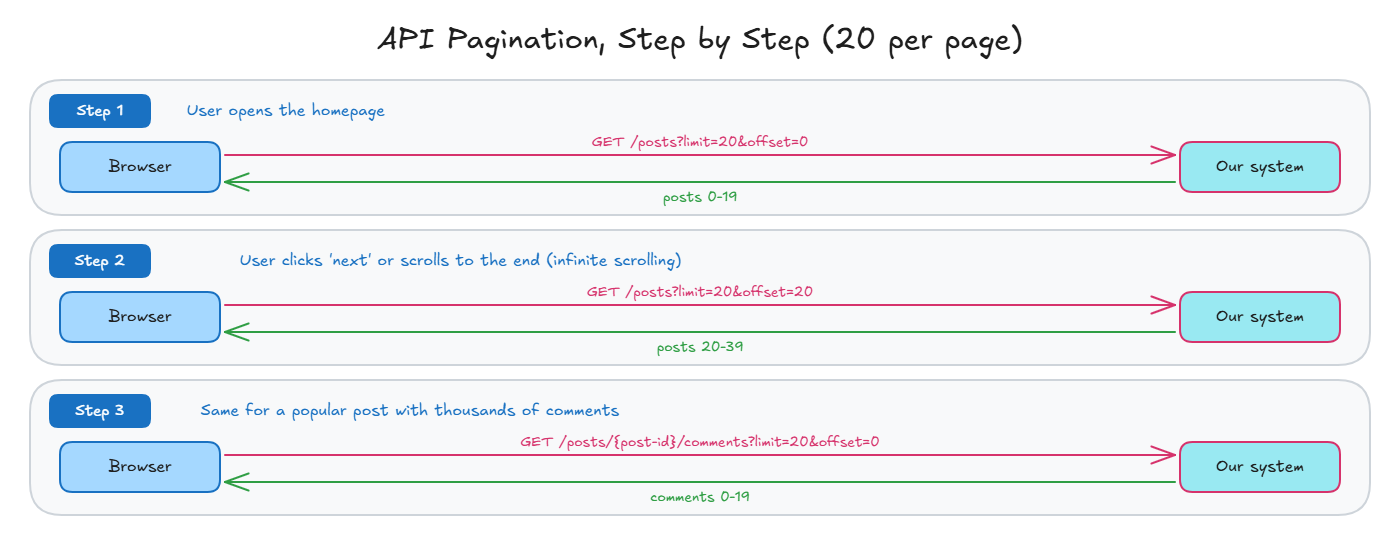 API Pagination, Step by Step (20 per page)
Step 1
User opens the homepage
GET /posts?limit=20&offset=0
Browser
Our system
posts 0-19
Step 2
User clicks 'next' or scrolls to the end (infinite scrolling)
GET /posts?limit=20&offset=20
Browser
Our system
posts 20-39
Step 3
Same for a popular post with thousands of comments
GET /posts/{post-id}/comments?limit=20&offset=0
Browser
Our system
comments 0-19